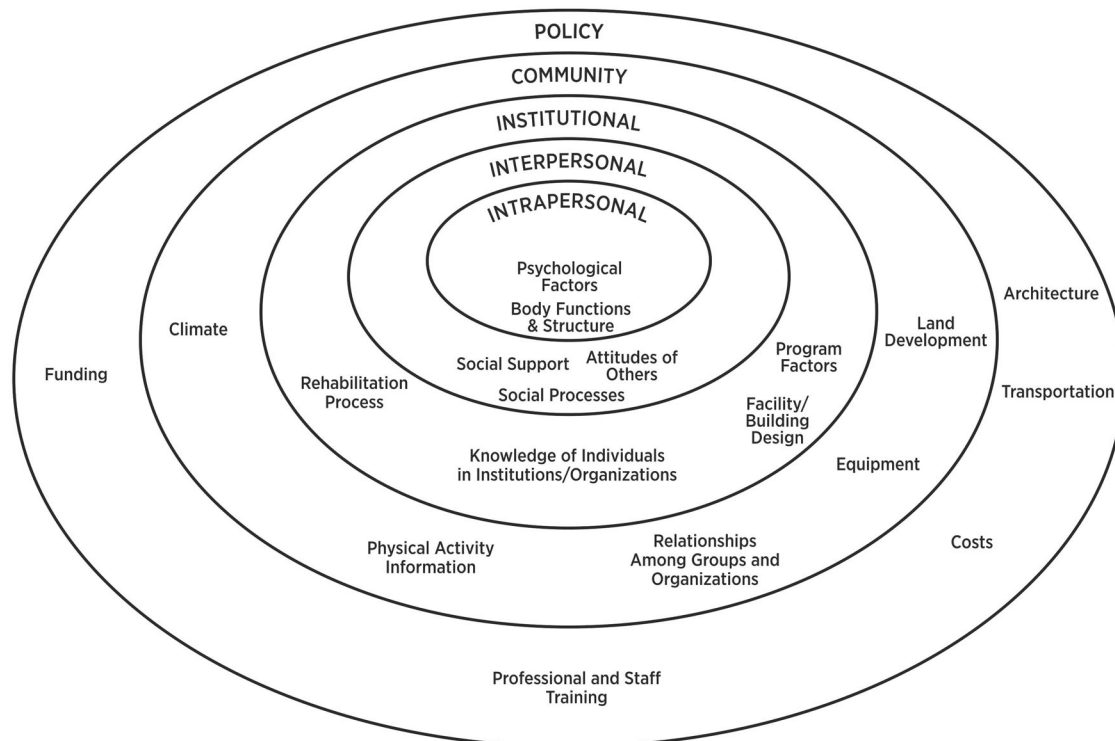 POLICY
COMMUNITY
INSTITUTIONAL
INTERPERSONAL
INTRAPERSONAL
Psychological
Factors
Body Functions
& Structure
Social Support
Attitudes of
Others
Social Processes
Rehabilitation
Process
Program
Factors
Facility/
Building
Design
Knowledge of Individuals
in Institutions/Organizations
Climate
Land
Development
Equipment
Physical Activity
Information
Relationships
Among Groups and
Organizations
Funding
Architecture
Transportation
Costs
Professional and Staff
Training